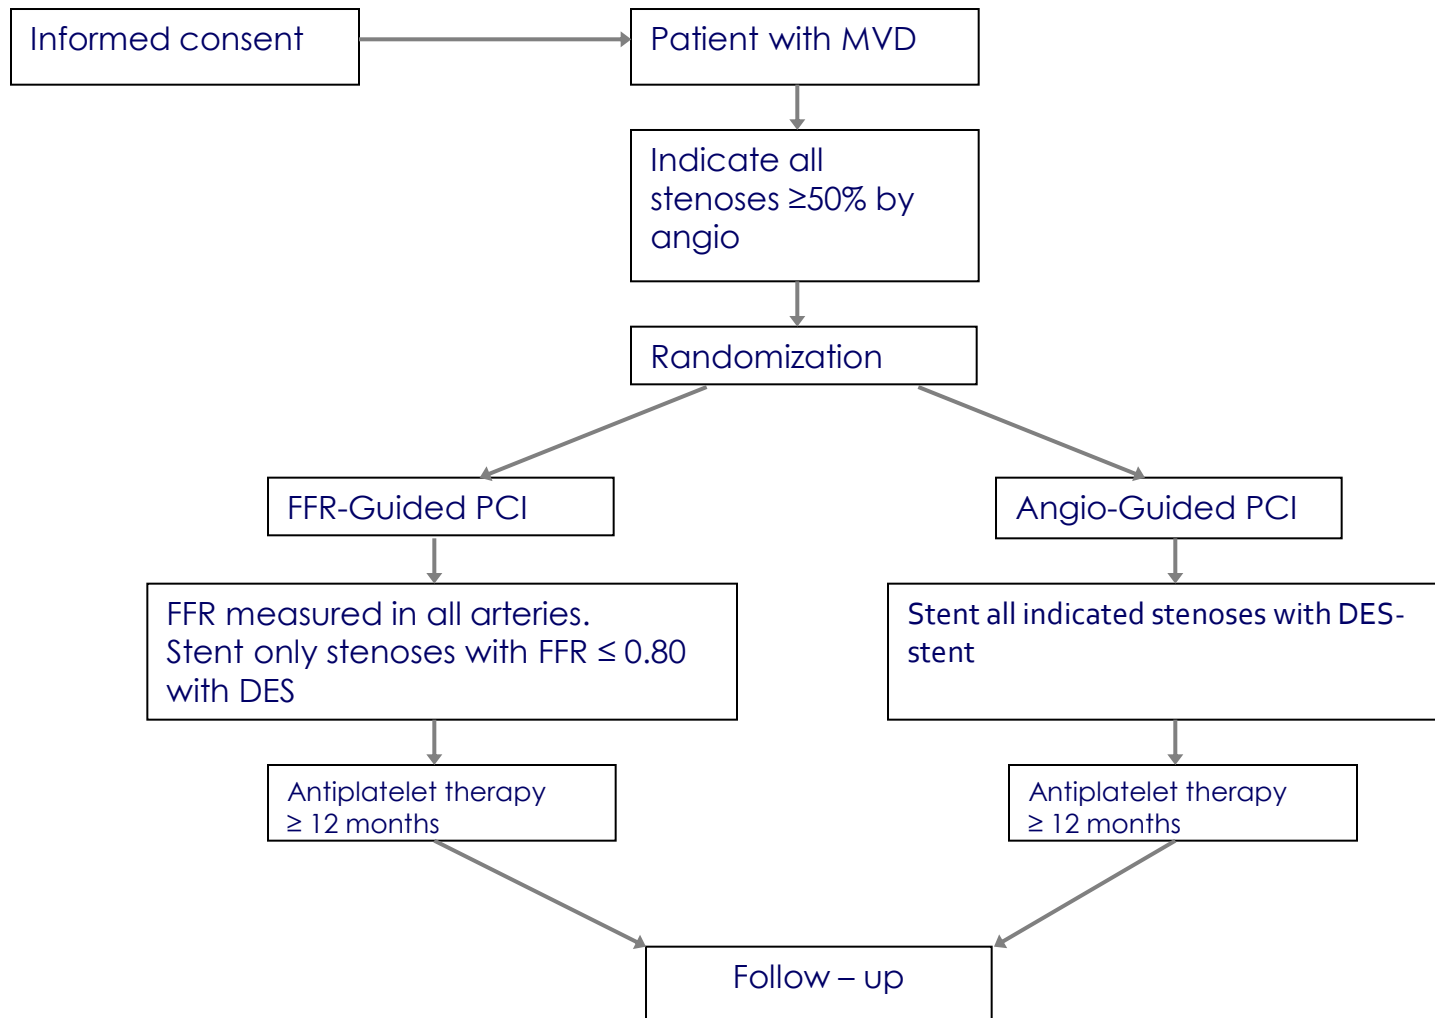 Informed consent
Patient with MVD
Indicate all
stenoses ≥50% by
angio
Randomization
FFR-Guided PCI
Angio-Guided PCI
FFR measured in all arteries.
Stent only stenoses with FFR ≤ 0.80
with DES
Stent all indicated stenoses with DES-
stent
Antiplatelet therapy
≥ 12 months
Antiplatelet therapy
≥ 12 months
Follow – up